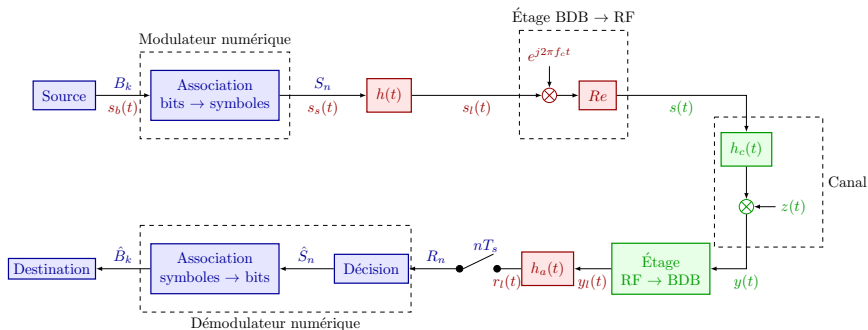 Étage BDB → RF
Modulateur numérique
e^{j2πf_ct}
Source
B_k
s_b(t)
Association
bits → symboles
S_n
s_s(t)
h(t)
s_l(t)
Re
s(t)
h_c(t)
Canal
z(t)
Destination
B̂_k
Association
symboles → bits
Ŝ_n
Décision
R_n
nT_s
r_l(t)
h_a(t)
y_l(t)
Étage
RF → BDB
y(t)
Démodulateur numérique